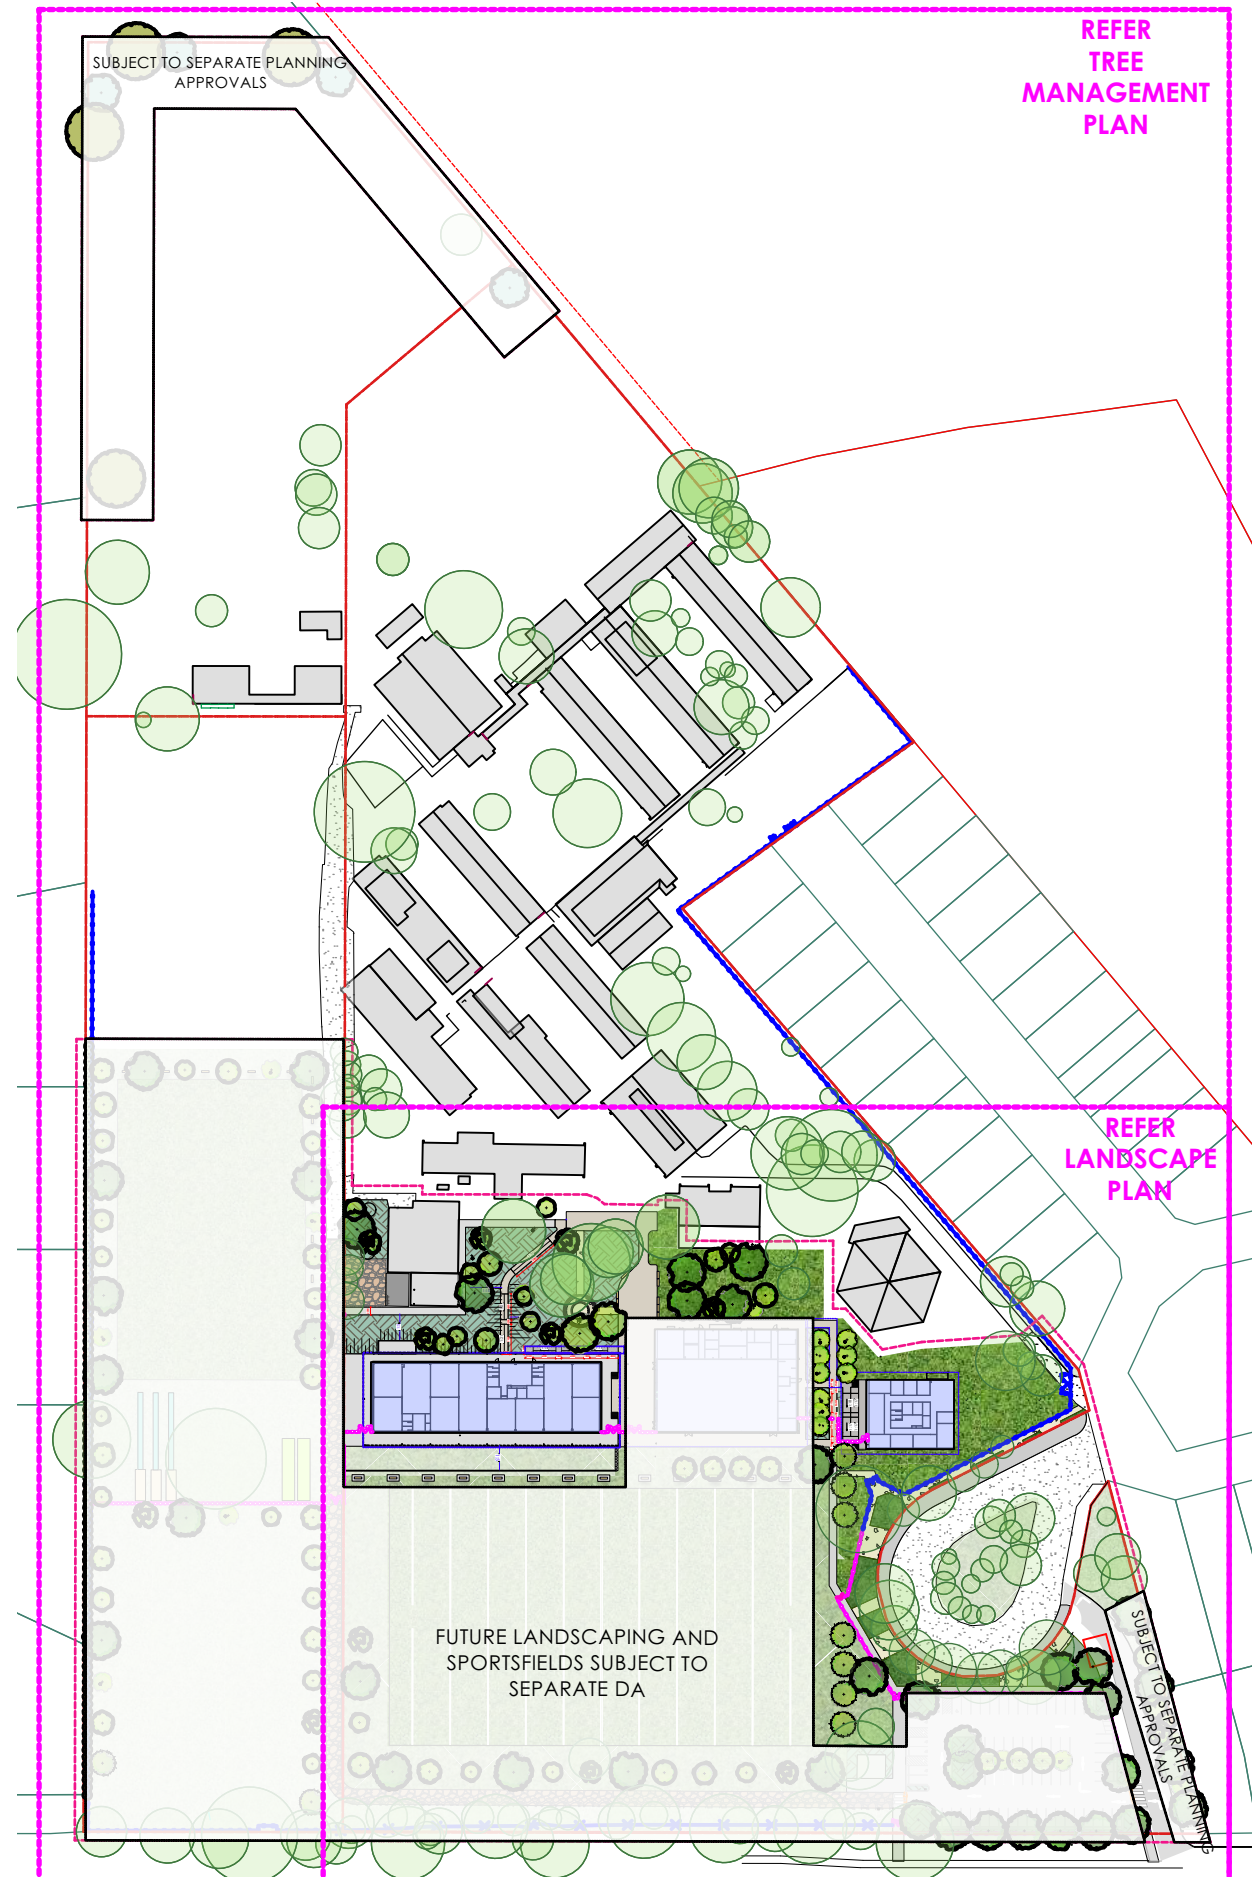 REFER
TREE
MANAGEMENT
PLAN
SUBJECT TO SEPARATE PLANNING
APPROVALS
REFER
LANDSCAPE
PLAN
FUTURE LANDSCAPING AND
SPORTSFIELDS SUBJECT TO
SEPARATE DA
SUBJECT TO SEPARATE PLANNING
APPROVALS